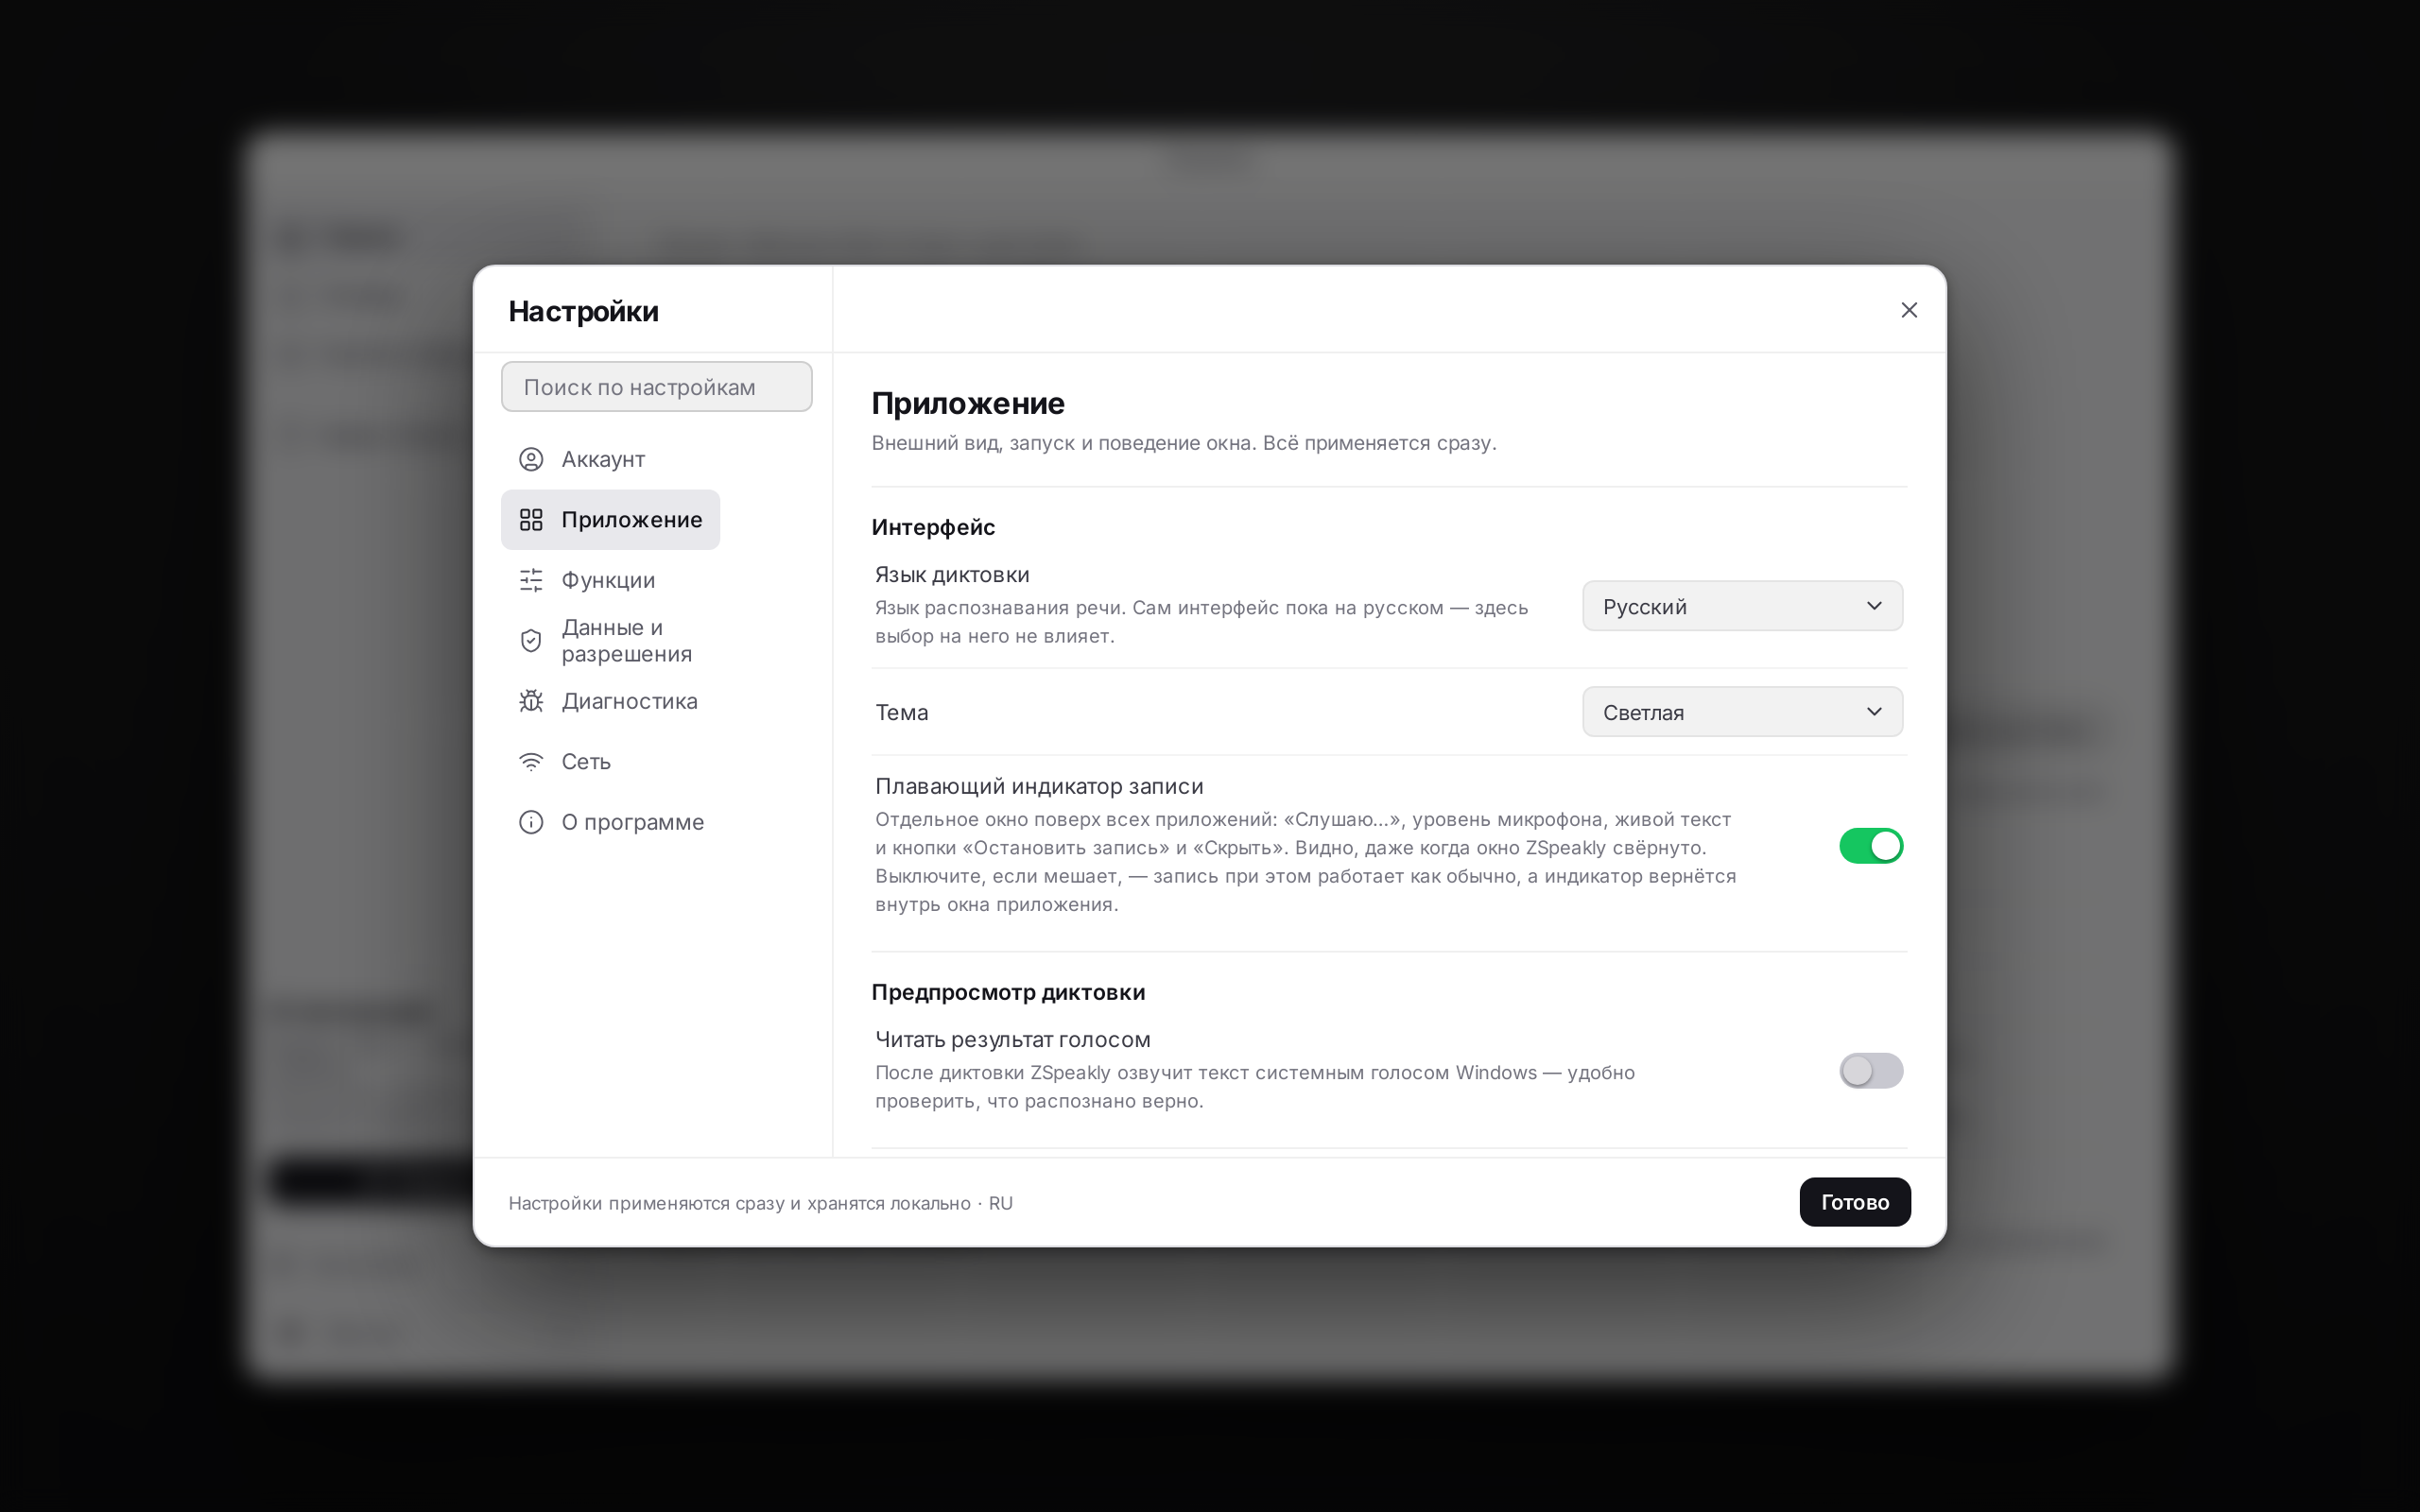 Настройки
Поиск по настройкам
Аккаунт
Приложение
Функции
Данные и
разрешения
Диагностика
Сеть
О программе
Приложение
Внешний вид, запуск и поведение окна. Всё применяется сразу.
Интерфейс
Язык диктовки
Язык распознавания речи. Сам интерфейс пока на русском — здесь
выбор на него не влияет.
Русский
Тема
Светлая
Плавающий индикатор записи
Отдельное окно поверх всех приложений: «Слушаю...», уровень микрофона, живой текст
и кнопки «Остановить запись» и «Скрыть». Видно, даже когда окно ZSpeakly свёрнуто.
Выключите, если мешает, — запись при этом работает как обычно, а индикатор вернётся
внутрь окна приложения.
Предпросмотр диктовки
Читать результат голосом
После диктовки ZSpeakly озвучит текст системным голосом Windows — удобно
проверить, что распознано верно.
Настройки применяются сразу и хранятся локально · RU
Готово